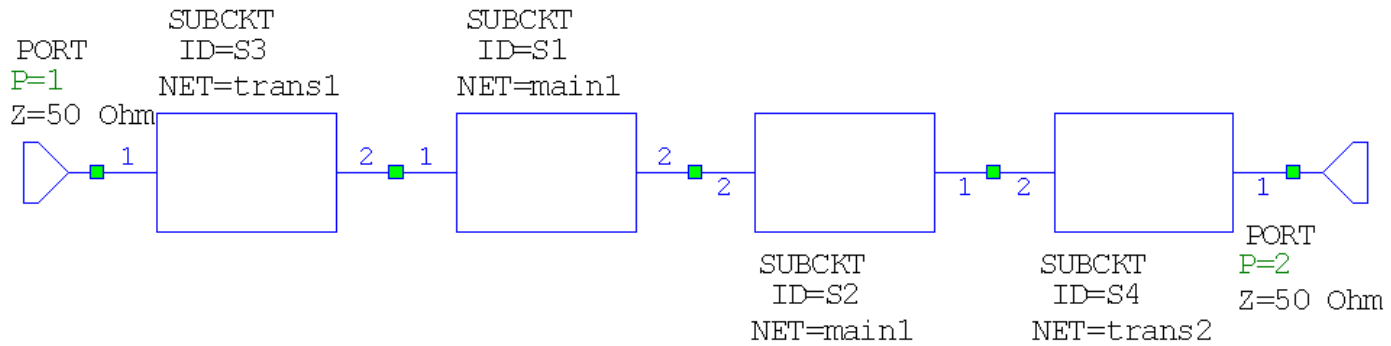 PORT
P=1
Z=50 Ohm
SUBCKT
ID=S3
NET=trans1
SUBCKT
ID=S1
NET=main1
1
2
1
2
2
1
2
1
SUBCKT
ID=S2
NET=main1
SUBCKT
ID=S4
NET=trans2
PORT
P=2
Z=50 Ohm